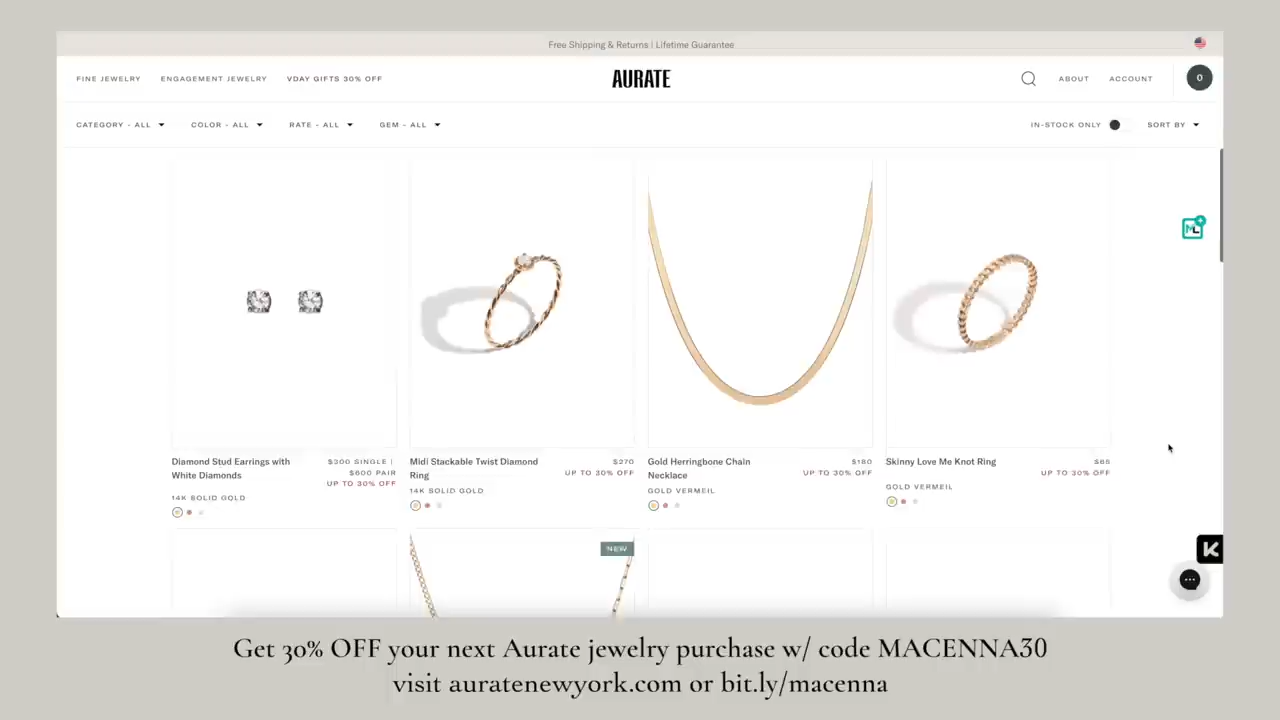 Free Shipping & Returns | Lifetime Guarantee
FINE JEWELRY ENGAGEMENT JEWELRY VDAY GIFTS 30% OFF AURATE ABOUT ACCOUNT 0
CATEGORY - ALL COLOR - ALL RATE - ALL GEM - ALL IN-STOCK ONLY SORT BY
Diamond Stud Earrings with
White Diamonds
$300 SINGLE |
$600 PAIR
UP TO 30% OFF
14K SOLID GOLD
Midi Stackable Twist Diamond
Ring
$270
UP TO 30% OFF
14K SOLID GOLD
Gold Herringbone Chain
Necklace
$180
UP TO 30% OFF
GOLD VERMEIL
Skinny Love Me Knot Ring
$65
UP TO 30% OFF
GOLD VERMEIL
NEW
K
Get 30% OFF your next Aurate jewelry purchase w/ code MACENNA30
visit auratenewyork.com or bit.ly/macenna